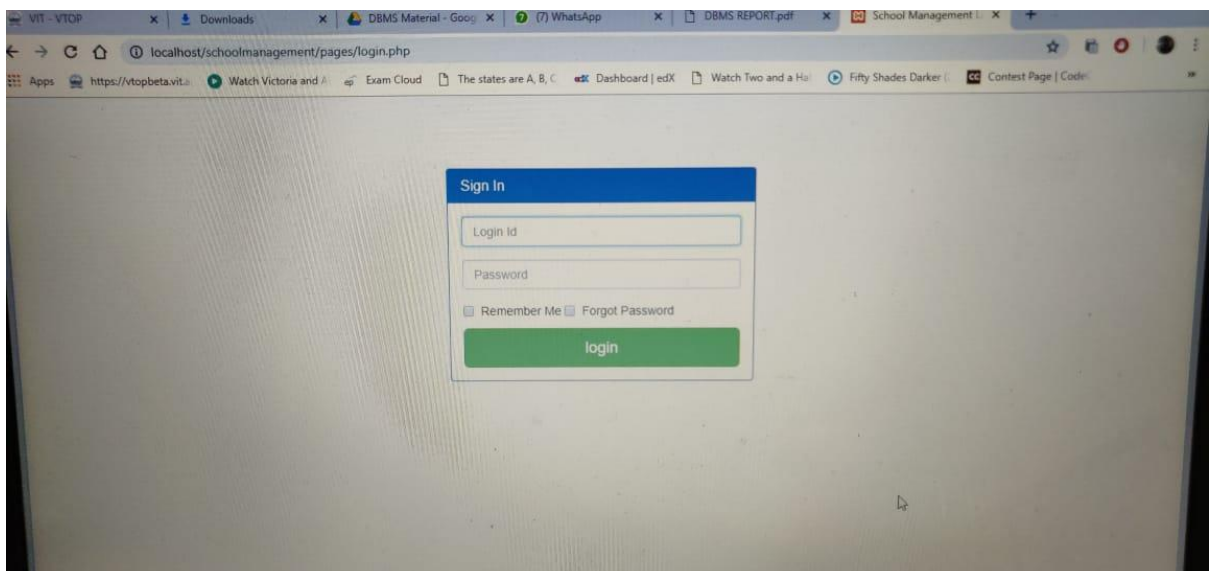 VIT - VTOP Downloads DBMS Material - Goog (7) WhatsApp DBMS REPORT.pdf School Management
localhost/schoolmanagement/pages/login.php
Apps https://vtopbeta.vit.a Watch Victoria and A Exam Cloud The states are A, B, C edX Dashboard | edX Watch Two and a Ha Fifty Shades Darker ( CC Contest Page | Code
Sign In
Login Id
Password
Remember Me Forgot Password
login